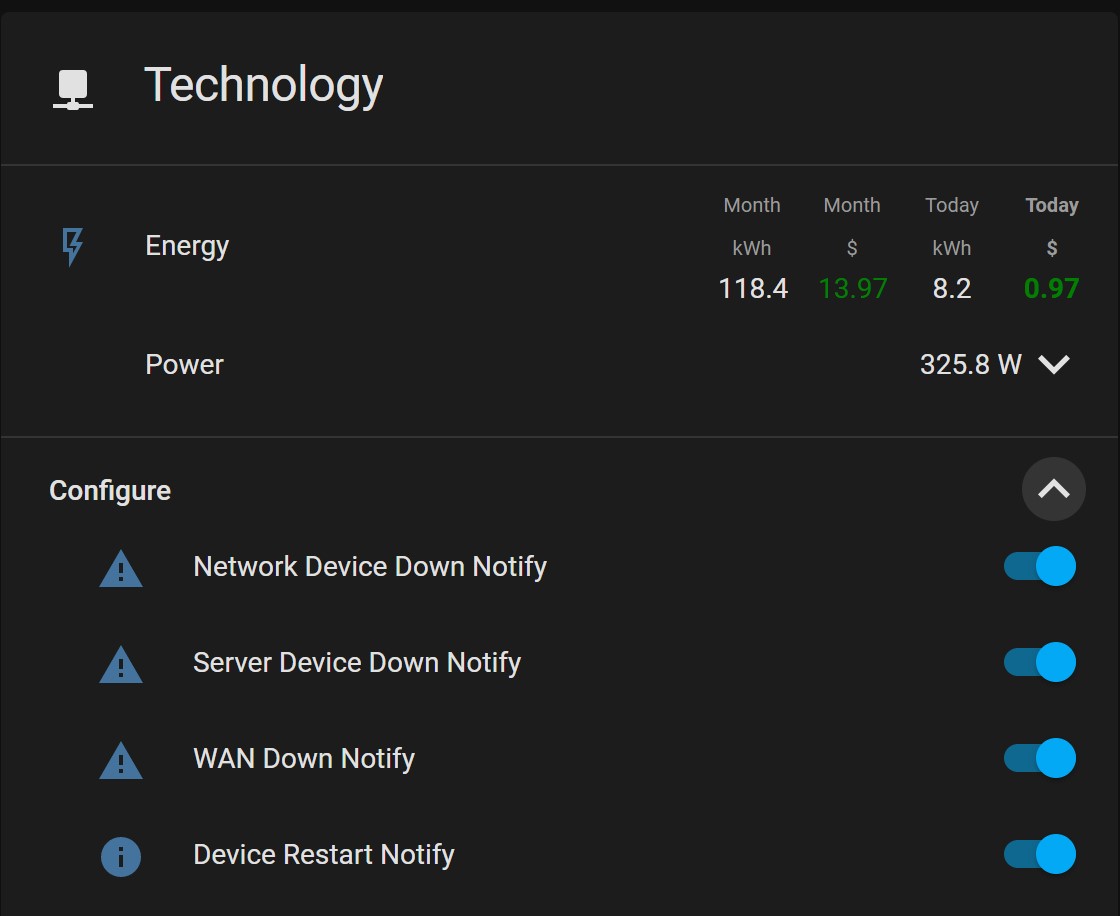 Technology
Month Month Today Today
Energy kWh $ kWh $
118.4 13.97 8.2 0.97
Power 325.8 W
Configure
Network Device Down Notify
Server Device Down Notify
WAN Down Notify
Device Restart Notify